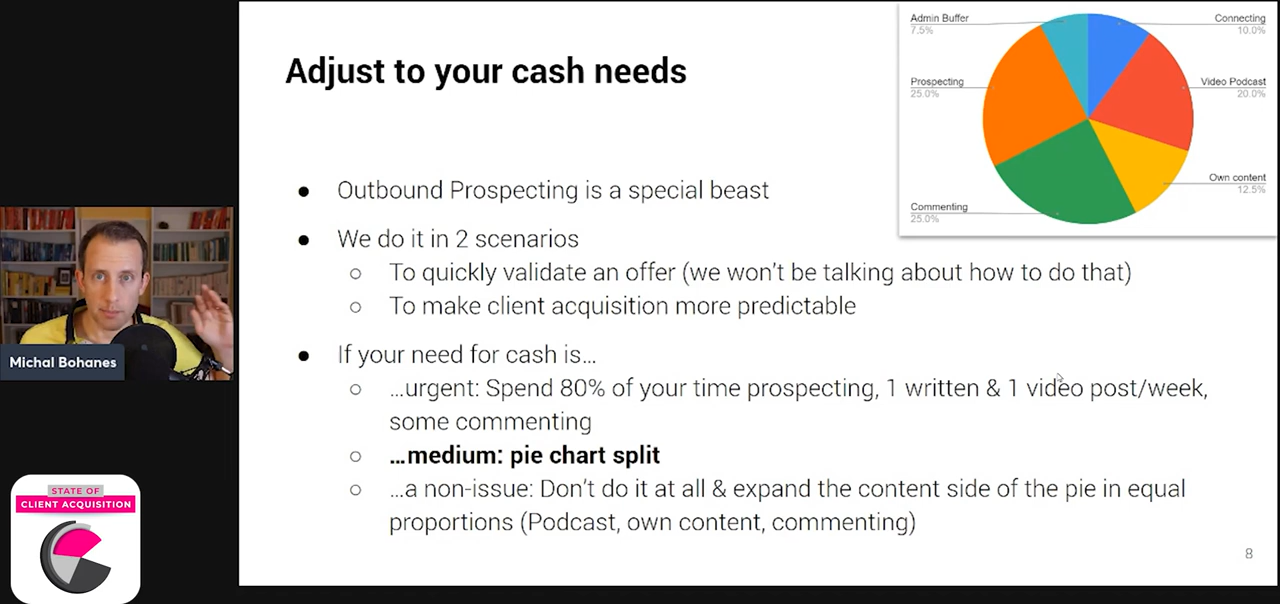 Adjust to your cash needs
Admin Buffer
7.5%
Connecting
10.0%
Prospecting
25.0%
Video Podcast
20.0%
Own content
12.5%
Commenting
25.0%
● Outbound Prospecting is a special beast
● We do it in 2 scenarios
○ To quickly validate an offer (we won't be talking about how to do that)
○ To make client acquisition more predictable
● If your need for cash is…
○ …urgent: Spend 80% of your time prospecting, 1 written & 1 video post/week,
some commenting
○ …medium: pie chart split
○ …a non-issue: Don't do it at all & expand the content side of the pie in equal
proportions (Podcast, own content, commenting)
8
Michal Bohanes
STATE OF
CLIENT ACQUISITION